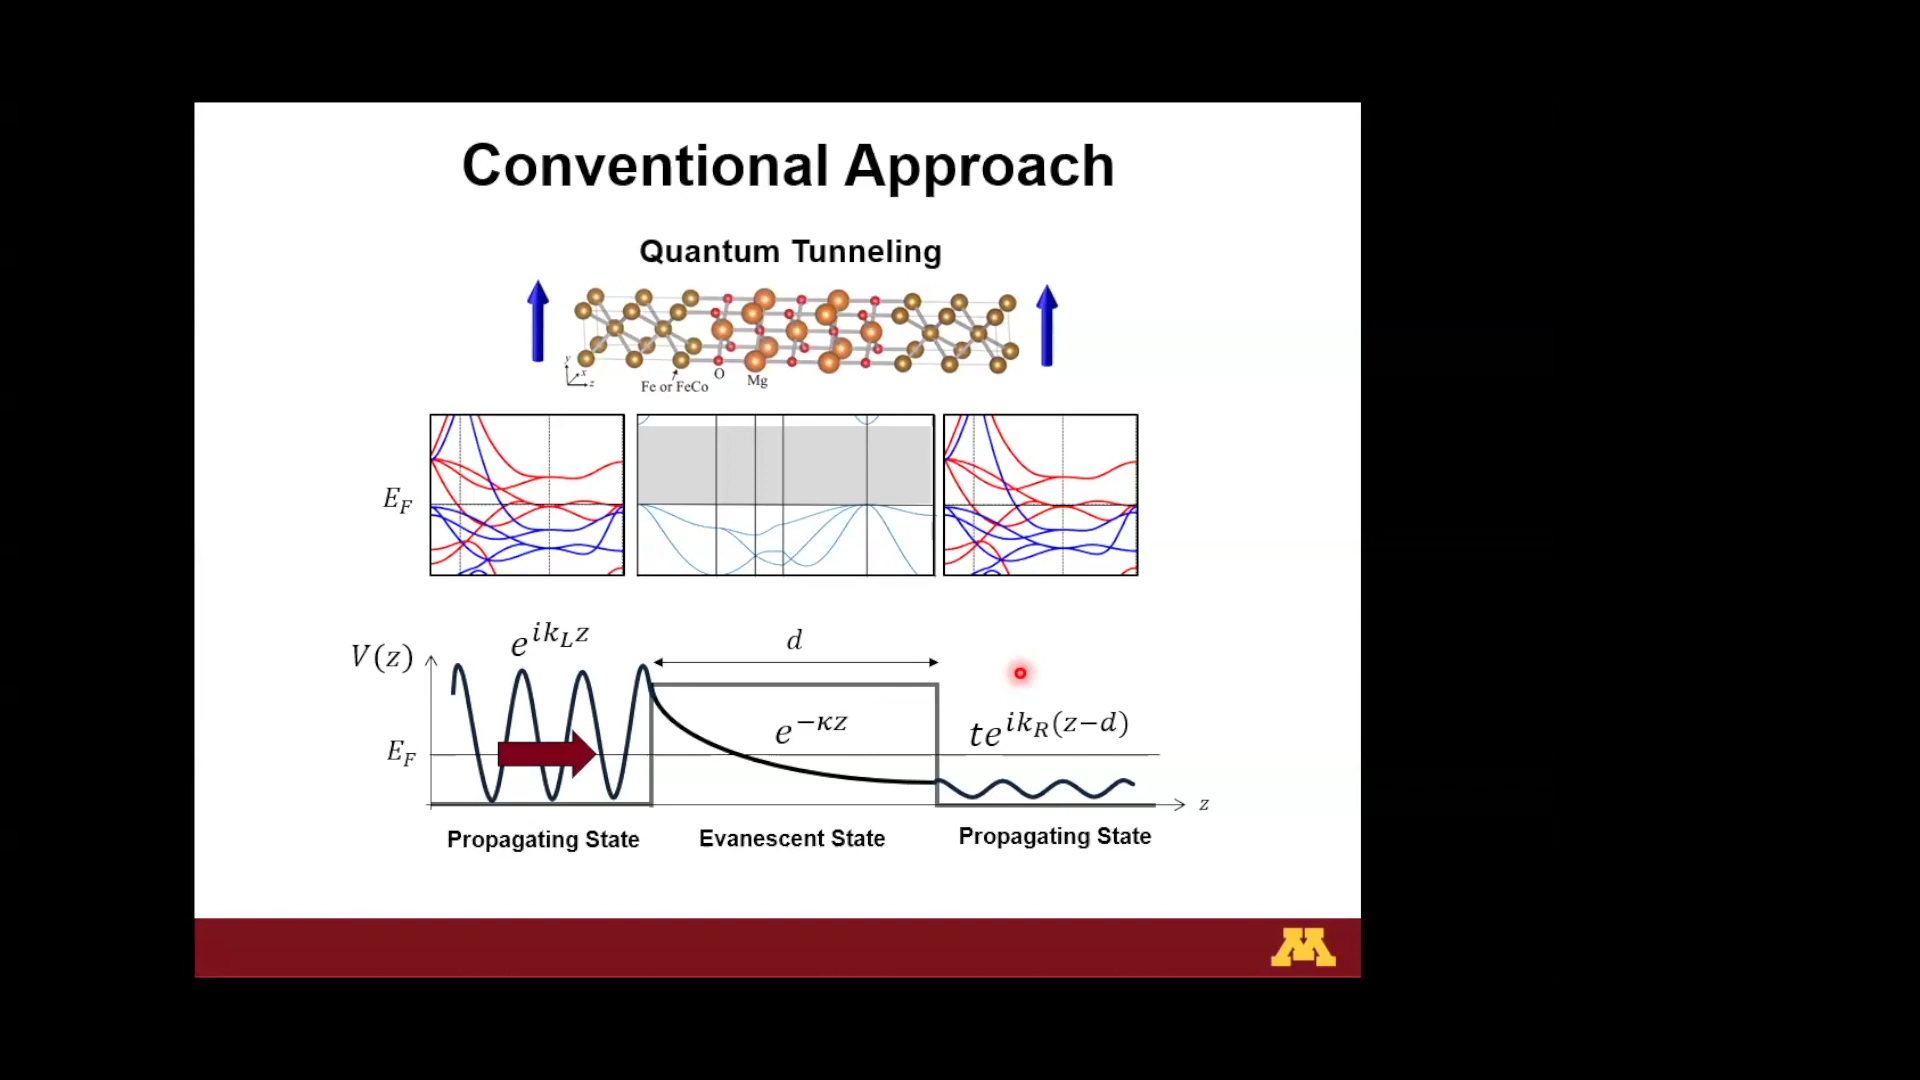 Conventional Approach
Quantum Tunneling
y
x
z
Fe or FeCo
O
Mg
E_F
e^{ik_L z}
d
V(z)
e^{-κz}
te^{ik_R(z-d)}
E_F
z
Propagating State
Evanescent State
Propagating State
M